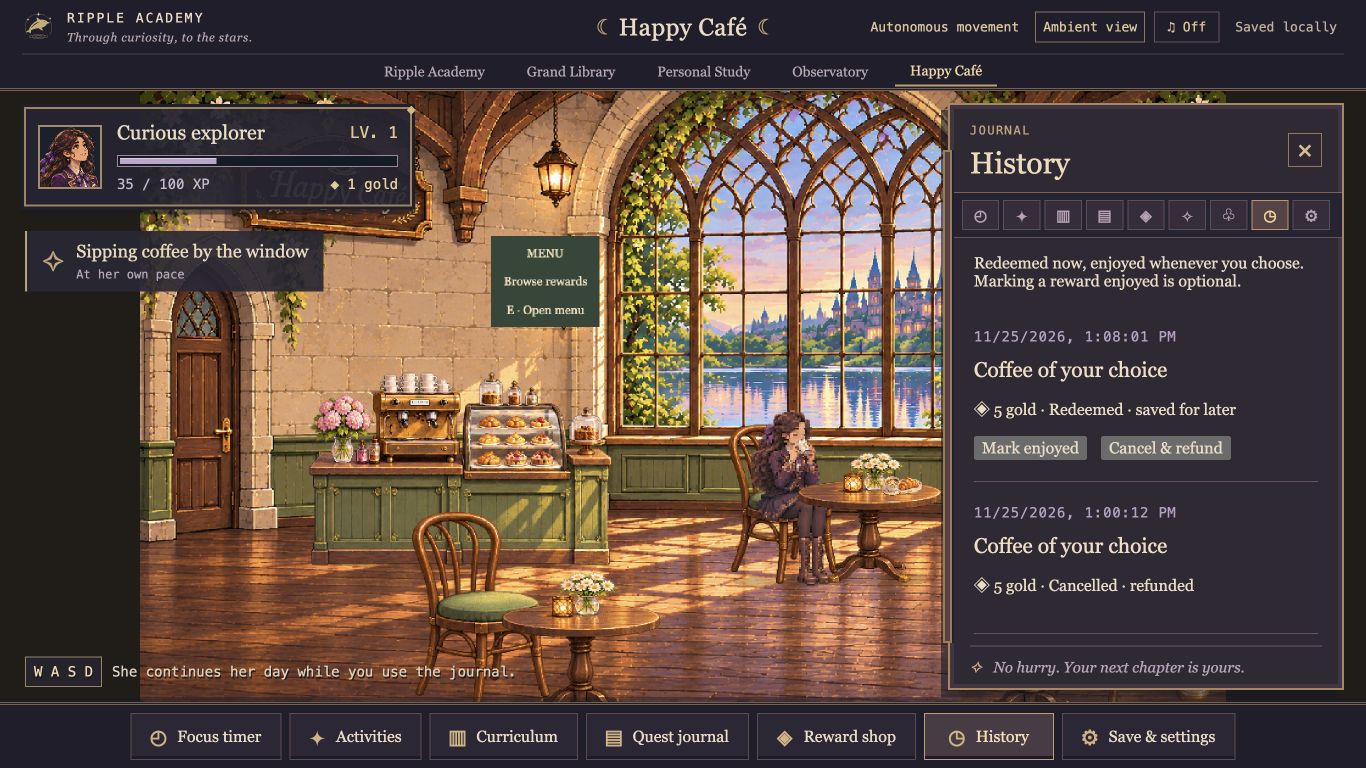 RIPPLE ACADEMY
Through curiosity, to the stars.
Happy Café
Autonomous movement
Ambient view
♫ Off
Saved locally
Ripple Academy
Grand Library
Personal Study
Observatory
Happy Café
Curious explorer
LV. 1
35 / 100 XP
◆ 1 gold
Happy Café
Sipping coffee by the window
At her own pace
MENU
Browse rewards
E · Open menu
JOURNAL
History
×
Redeemed now, enjoyed whenever you choose.
Marking a reward enjoyed is optional.
11/25/2026, 1:08:01 PM
Coffee of your choice
◈ 5 gold · Redeemed · saved for later
Mark enjoyed
Cancel & refund
11/25/2026, 1:00:12 PM
Coffee of your choice
◈ 5 gold · Cancelled · refunded
✧ No hurry. Your next chapter is yours.
W A S D
She continues her day while you use the journal.
Focus timer
Activities
Curriculum
Quest journal
Reward shop
History
Save & settings